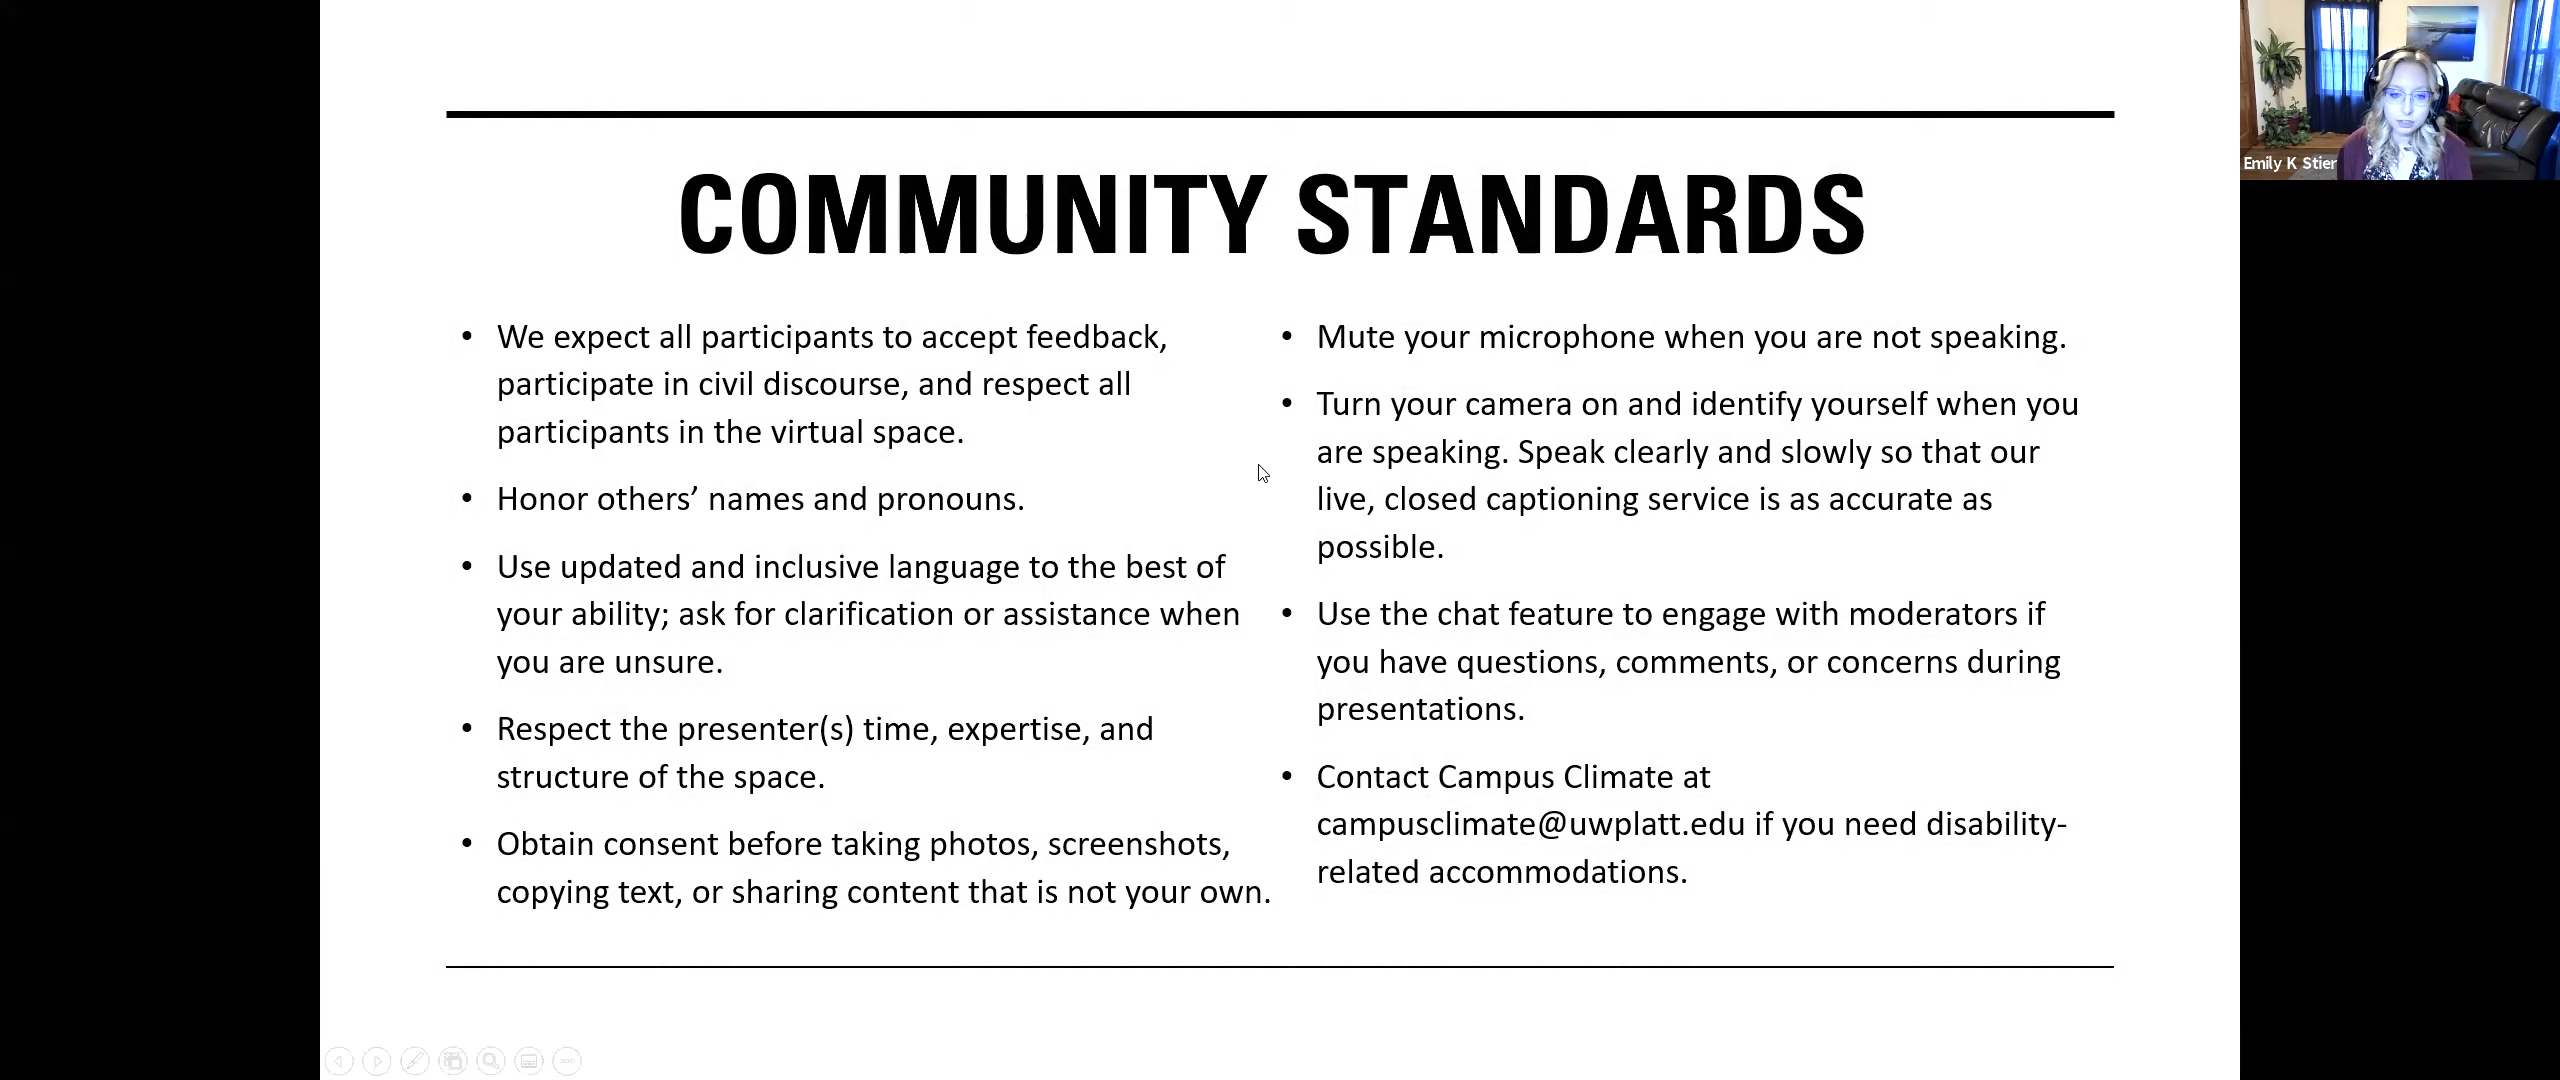 COMMUNITY STANDARDS
• We expect all participants to accept feedback,
participate in civil discourse, and respect all
participants in the virtual space.
• Honor others’ names and pronouns.
• Use updated and inclusive language to the best of
your ability; ask for clarification or assistance when
you are unsure.
• Respect the presenter(s) time, expertise, and
structure of the space.
• Obtain consent before taking photos, screenshots,
copying text, or sharing content that is not your own.
• Mute your microphone when you are not speaking.
• Turn your camera on and identify yourself when you
are speaking. Speak clearly and slowly so that our
live, closed captioning service is as accurate as
possible.
• Use the chat feature to engage with moderators if
you have questions, comments, or concerns during
presentations.
• Contact Campus Climate at
campusclimate@uwplatt.edu if you need disability-
related accommodations.
Emily K Stier